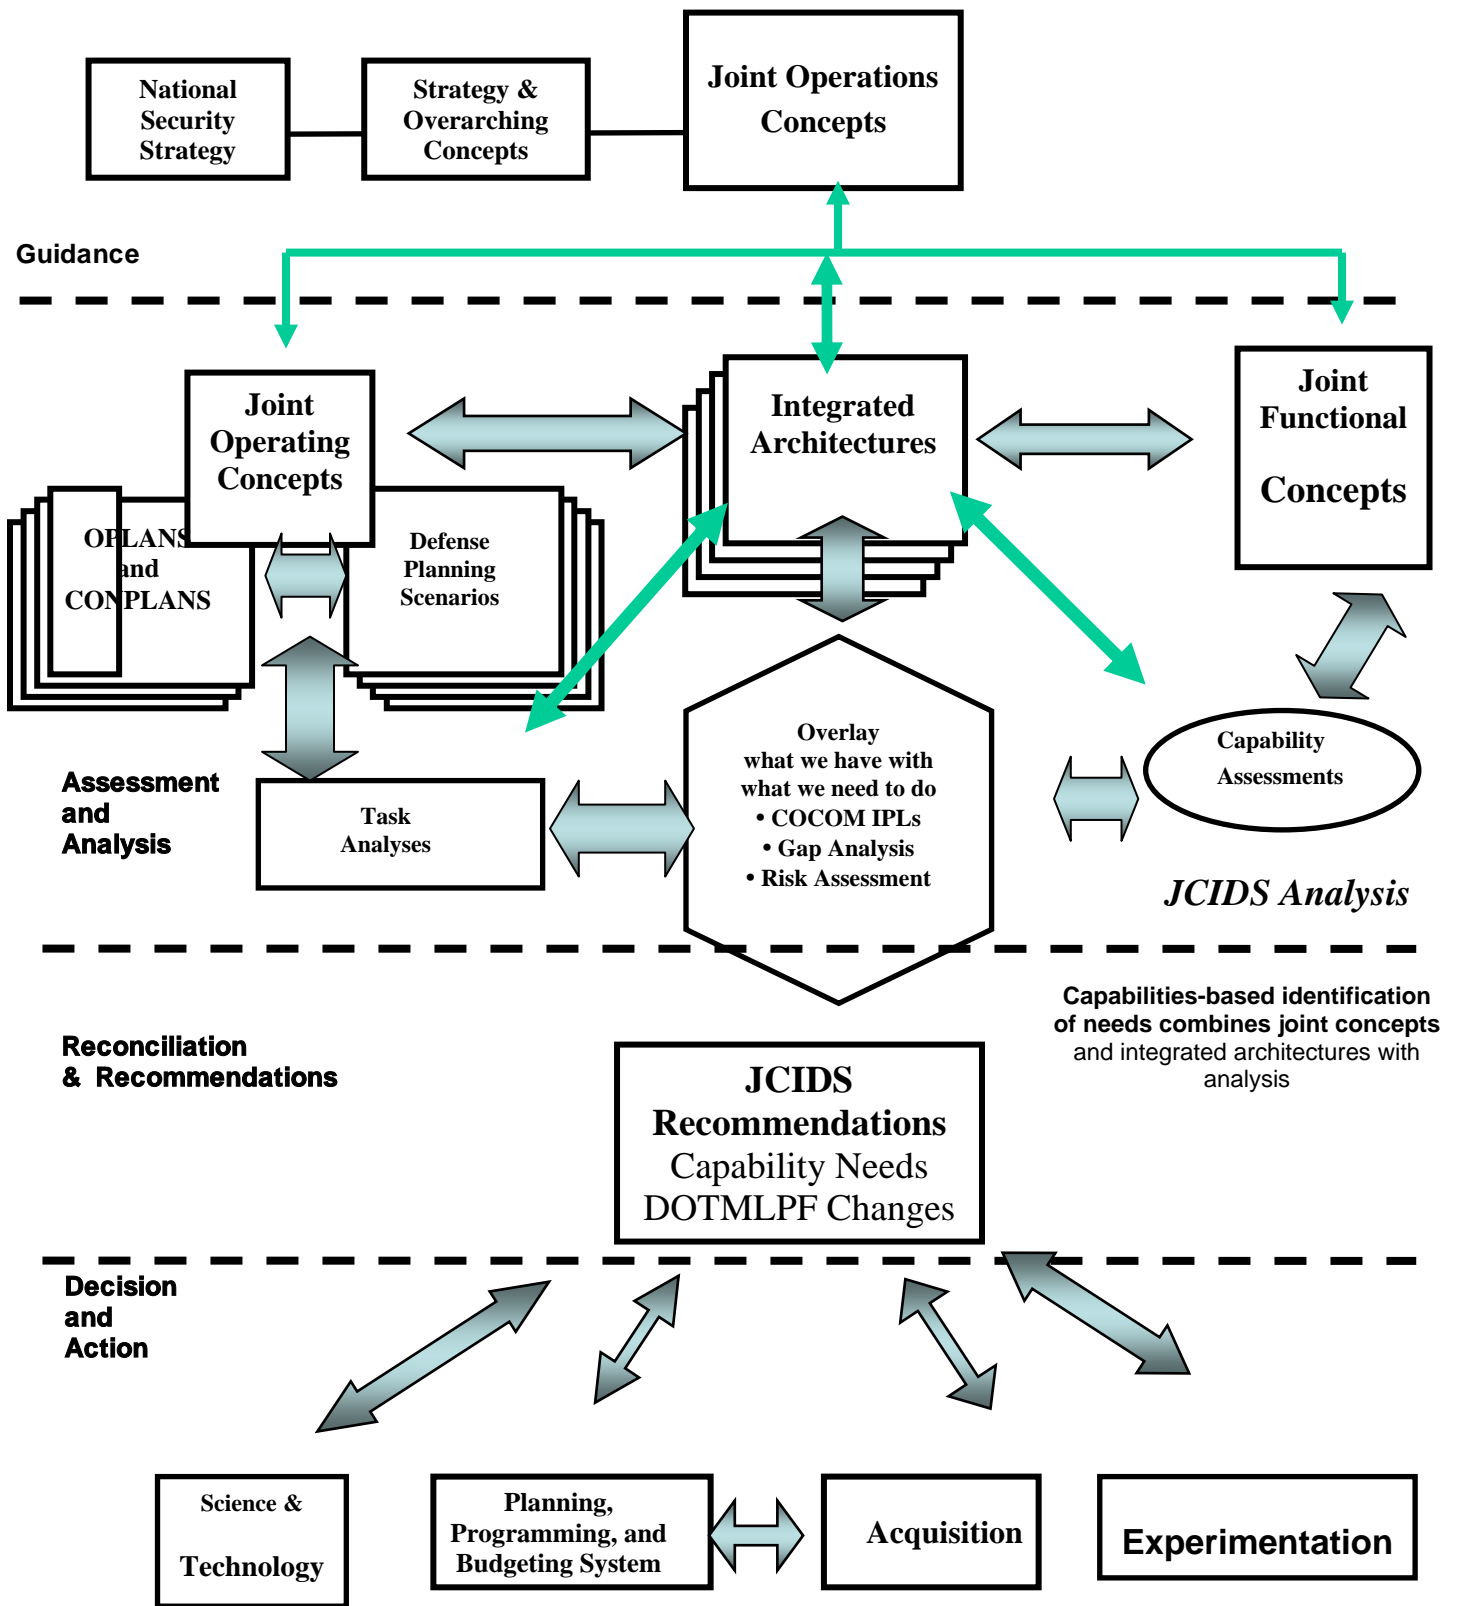 National
Security
Strategy
Strategy &
Overarching
Concepts
Joint Operations
Concepts
Guidance
Joint
Operating
Concepts
Integrated
Architectures
Joint
Functional
Concepts
OPLANS
and
CONPLANS
Defense
Planning
Scenarios
Assessment
and
Analysis
Task
Analyses
Overlay
what we have with
what we need to do
• COCOM IPLs
• Gap Analysis
• Risk Assessment
Capability
Assessments
JCIDS Analysis
Reconciliation
& Recommendations
Capabilities-based identification
of needs combines joint concepts
and integrated architectures with
analysis
JCIDS
Recommendations
Capability Needs
DOTMLPF Changes
Decision
and
Action
Science &
Technology
Planning,
Programming, and
Budgeting System
Acquisition
Experimentation